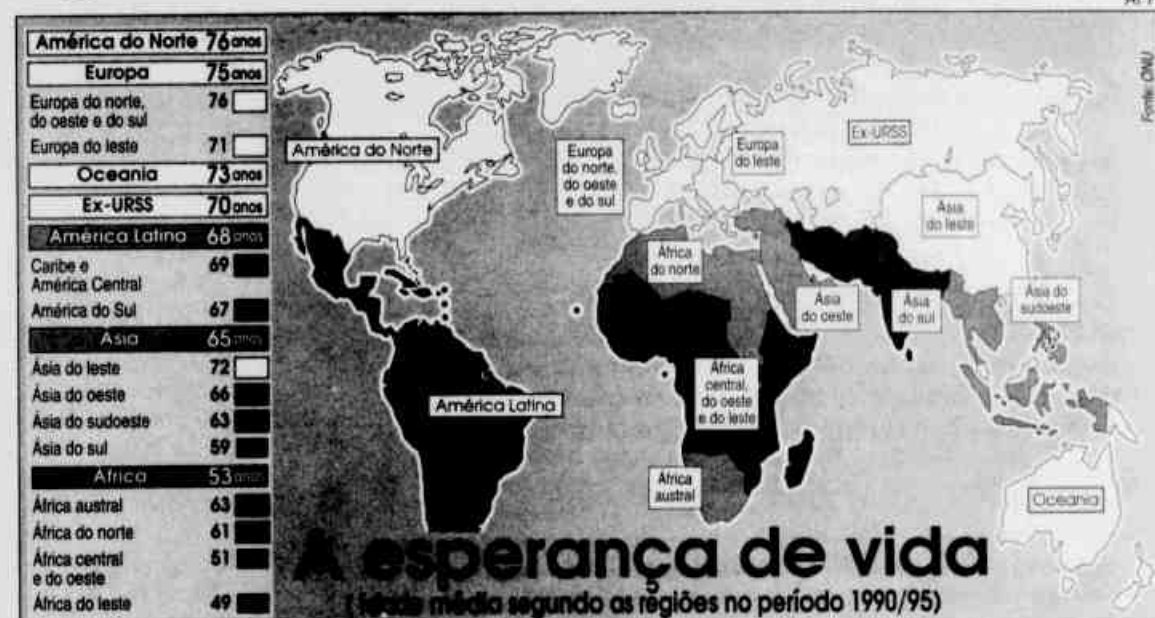 América do Norte 76 anos
Europa 75 anos
Europa do norte, 76
do oeste e do sul
Europa do leste 71
Oceania 73 anos
Ex-URSS 70 anos
América Latina 68 anos
Caribe e 69
América Central
América do Sul 67
Ásia 65 anos
Ásia do leste 72
Ásia do oeste 66
Ásia do sudoeste 63
Ásia do sul 59
África 53 anos
África austral 63
África do norte 61
África central 51
e do oeste
África do leste 49
América do Norte
Europa
do norte,
do oeste
e do sul
Europa
do leste
Ex-URSS
Ásia
do leste
África
do norte
Ásia
do oeste
Ásia
do sul
Ásia do
sudoeste
África
central,
do oeste
e do leste
América Latina
África
austral
Oceania
A esperança de vida
(Idade média segundo as regiões no período 1990/95)
Fonte: ONU